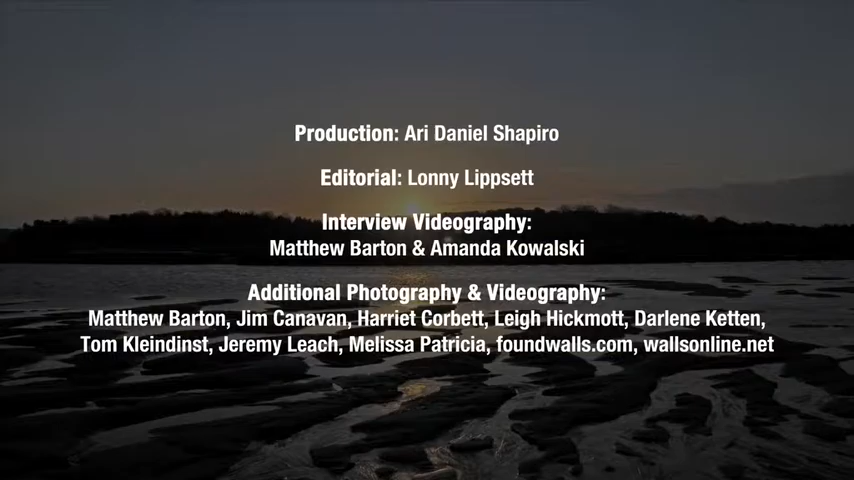 Production: Ari Daniel Shapiro
Editorial: Lonny Lippsett
Interview Videography:
Matthew Barton & Amanda Kowalski
Additional Photography & Videography:
Matthew Barton, Jim Canavan, Harriet Corbett, Leigh Hickmott, Darlene Ketten,
Tom Kleindinst, Jeremy Leach, Melissa Patricia, foundwalls.com, wallsonline.net